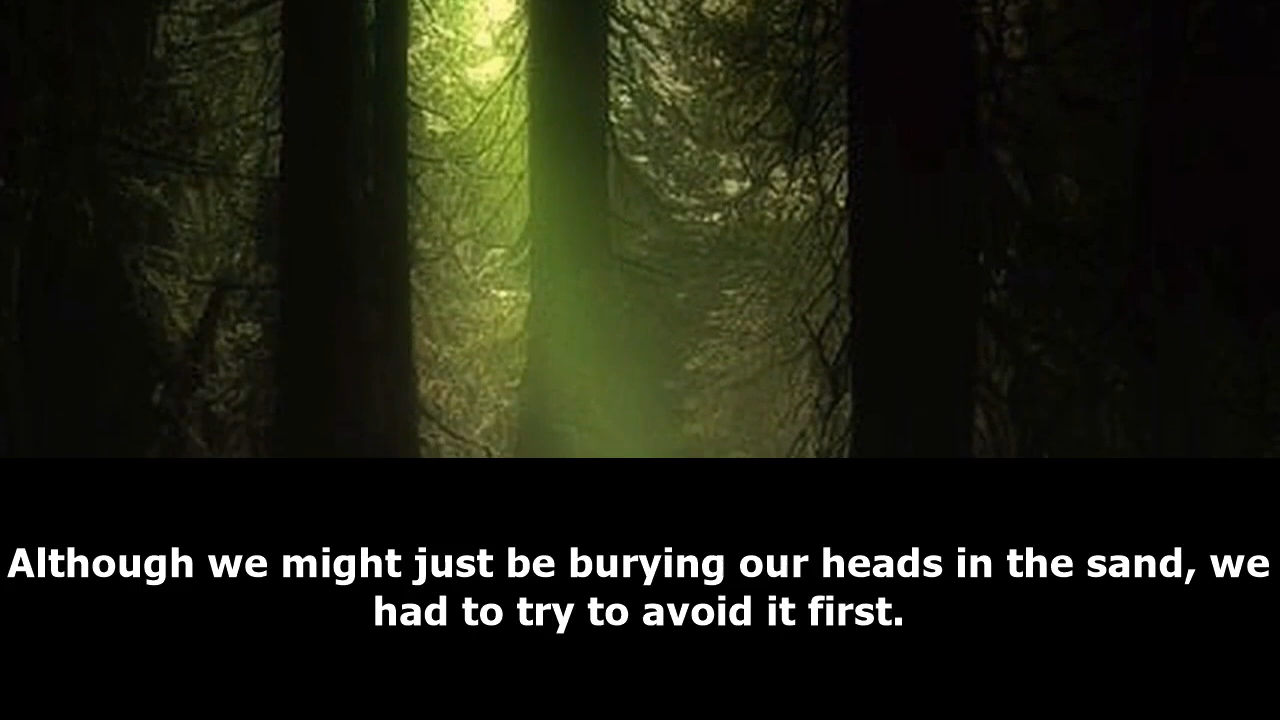 Although we might just be burying our heads in the sand, we
had to try to avoid it first.